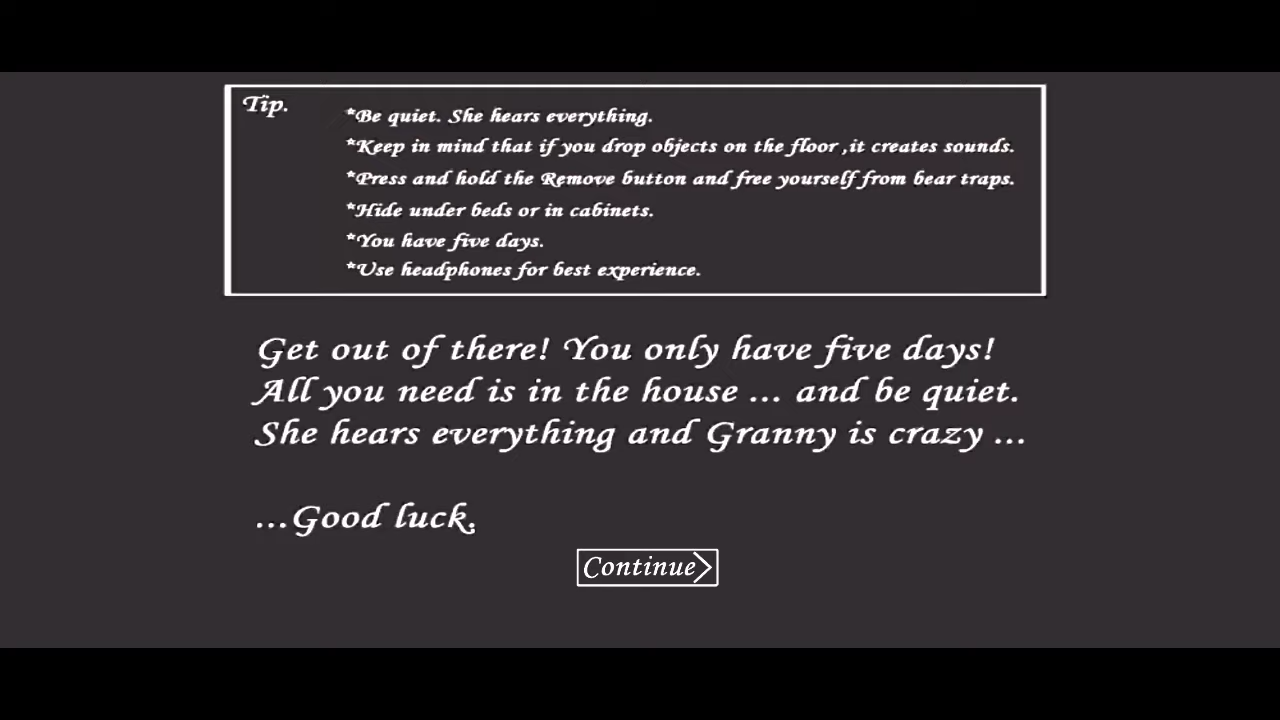 Tip.
*Be quiet. She hears everything.
*Keep in mind that if you drop objects on the floor ,it creates sounds.
*Press and hold the Remove button and free yourself from bear traps.
*Hide under beds or in cabinets.
*You have five days.
*Use headphones for best experience.
Get out of there! You only have five days!
All you need is in the house ... and be quiet.
She hears everything and Granny is crazy ...
...Good luck.
Continue>